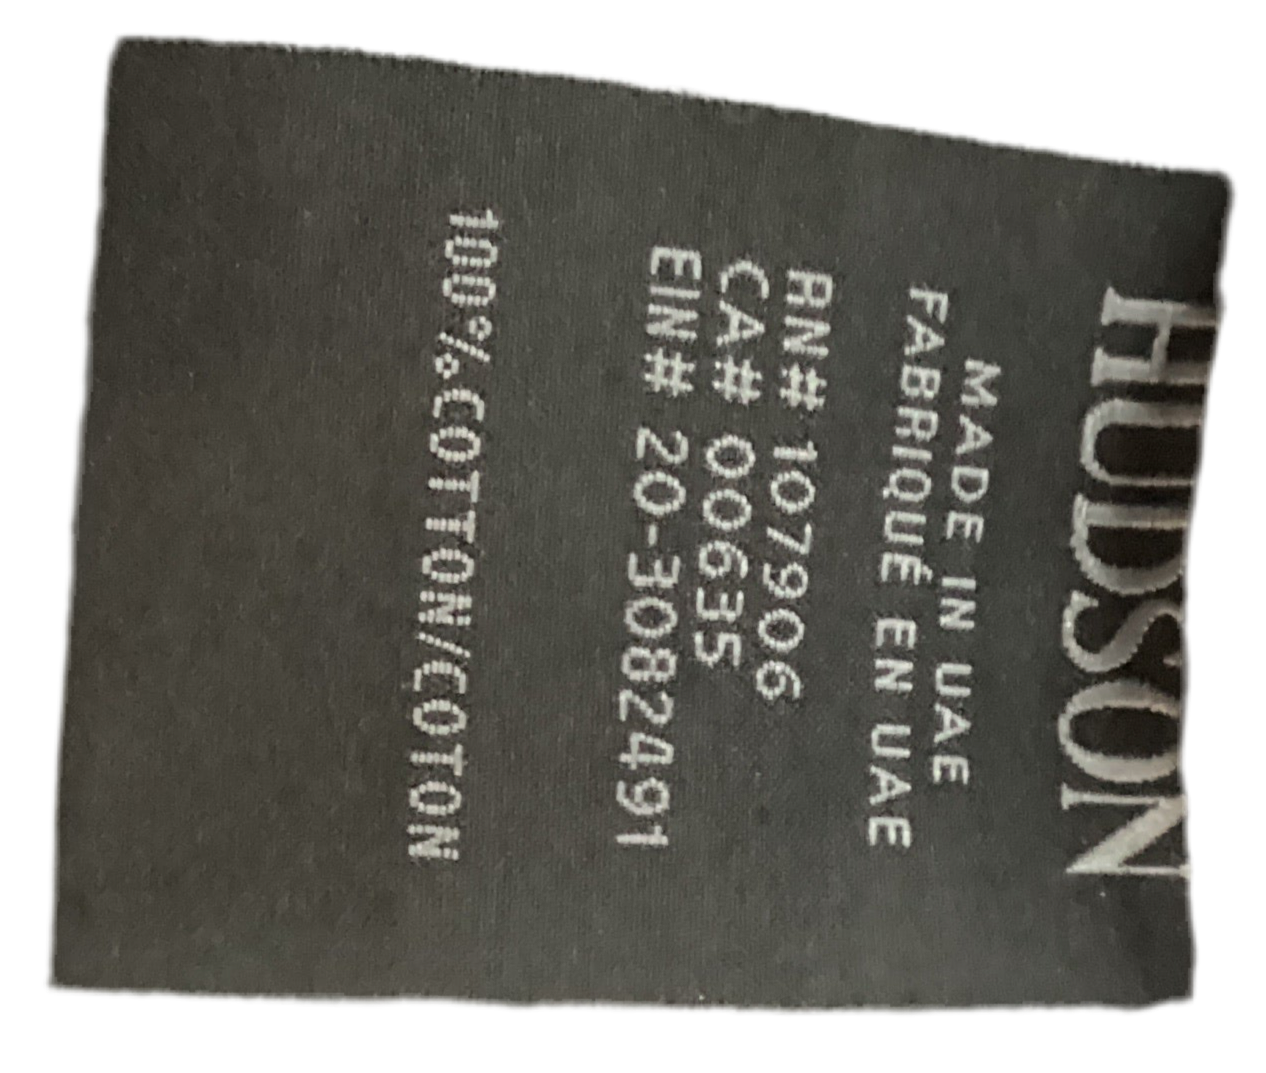 HUDSON
MADE IN UAE
FABRIQUÉ EN UAE
RN# 107906
CA# 00635
EIN# 20-3082491
100%COTTON/COTON